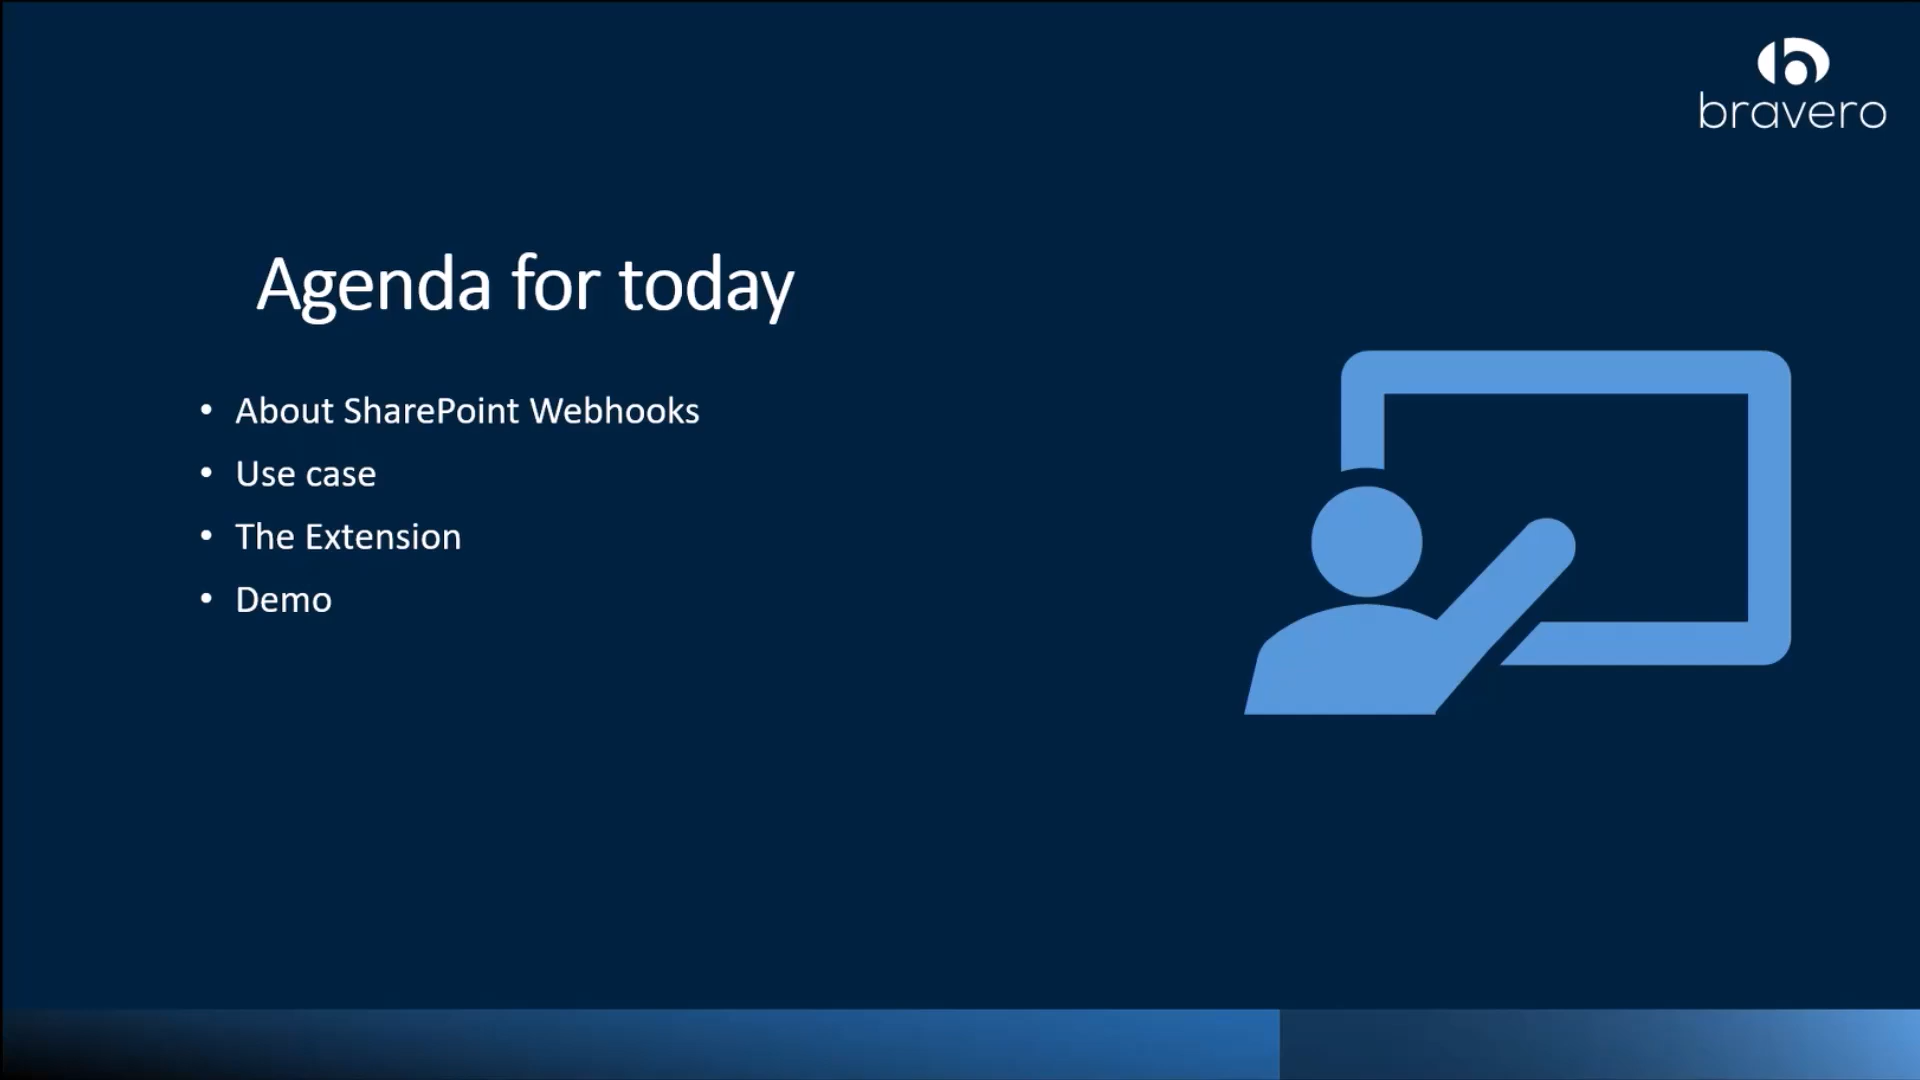 bravero
Agenda for today
• About SharePoint Webhooks
• Use case
• The Extension
• Demo